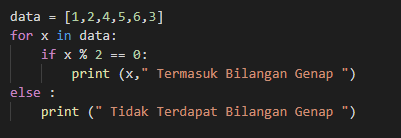 data = [1,2,4,5,6,3]
for x in data:
    if x % 2 == 0:
        print (x," Termasuk Bilangan Genap ")
else :
    print (" Tidak Terdapat Bilangan Genap ")